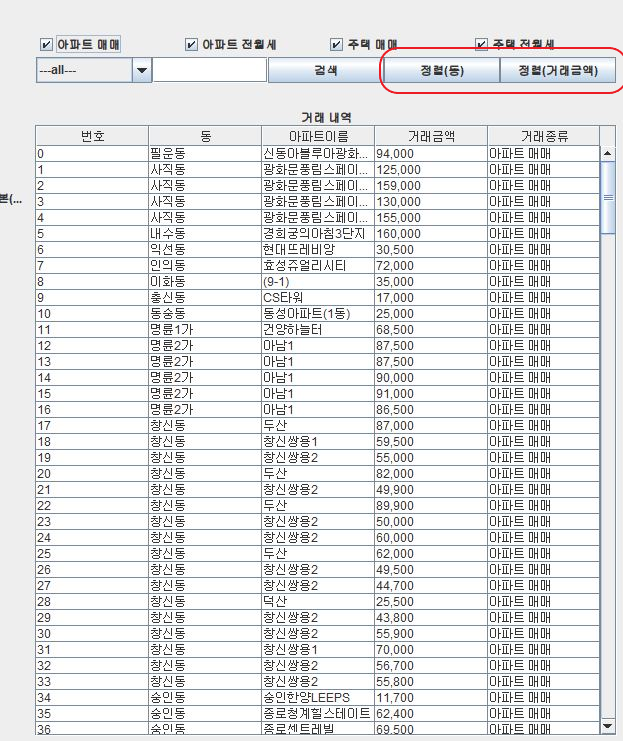 아파트 매매 아파트 전월세 주택 매매 주택 전월세
---all--- 검색 정렬(동) 정렬(거래금액)
거래 내역
번호 동 아파트이름 거래금액 거래종류
0 필운동 신동아블루아광화... 94,000 아파트 매매
1 사직동 광화문풍림스페이... 125,000 아파트 매매
2 사직동 광화문풍림스페이... 159,000 아파트 매매
본(...
3 사직동 광화문풍림스페이... 130,000 아파트 매매
4 사직동 광화문풍림스페이... 155,000 아파트 매매
5 내수동 경희궁의아침3단지 160,000 아파트 매매
6 익선동 현대뜨레비앙 30,500 아파트 매매
7 인의동 효성쥬얼리시티 72,000 아파트 매매
8 이화동 (9-1) 35,000 아파트 매매
9 충신동 CS타워 17,000 아파트 매매
10 동숭동 동성아파트(1동) 25,000 아파트 매매
11 명륜1가 건양하늘터 68,500 아파트 매매
12 명륜2가 아남1 87,500 아파트 매매
13 명륜2가 아남1 87,500 아파트 매매
14 명륜2가 아남1 90,000 아파트 매매
15 명륜2가 아남1 91,000 아파트 매매
16 명륜2가 아남1 86,500 아파트 매매
17 창신동 두산 87,000 아파트 매매
18 창신동 창신쌍용1 59,500 아파트 매매
19 창신동 창신쌍용2 55,000 아파트 매매
20 창신동 두산 82,000 아파트 매매
21 창신동 창신쌍용2 49,900 아파트 매매
22 창신동 두산 89,900 아파트 매매
23 창신동 창신쌍용2 50,000 아파트 매매
24 창신동 창신쌍용2 60,000 아파트 매매
25 창신동 두산 62,000 아파트 매매
26 창신동 창신쌍용2 49,500 아파트 매매
27 창신동 창신쌍용2 44,700 아파트 매매
28 창신동 덕산 25,500 아파트 매매
29 창신동 창신쌍용2 43,800 아파트 매매
30 창신동 창신쌍용2 55,900 아파트 매매
31 창신동 창신쌍용1 70,000 아파트 매매
32 창신동 창신쌍용2 56,700 아파트 매매
33 창신동 창신쌍용2 55,800 아파트 매매
34 숭인동 숭인한양LEEPS 11,700 아파트 매매
35 숭인동 종로청계힐스테이트 62,400 아파트 매매
36 숭인동 종로센트레빌 69,500 아파트 매매